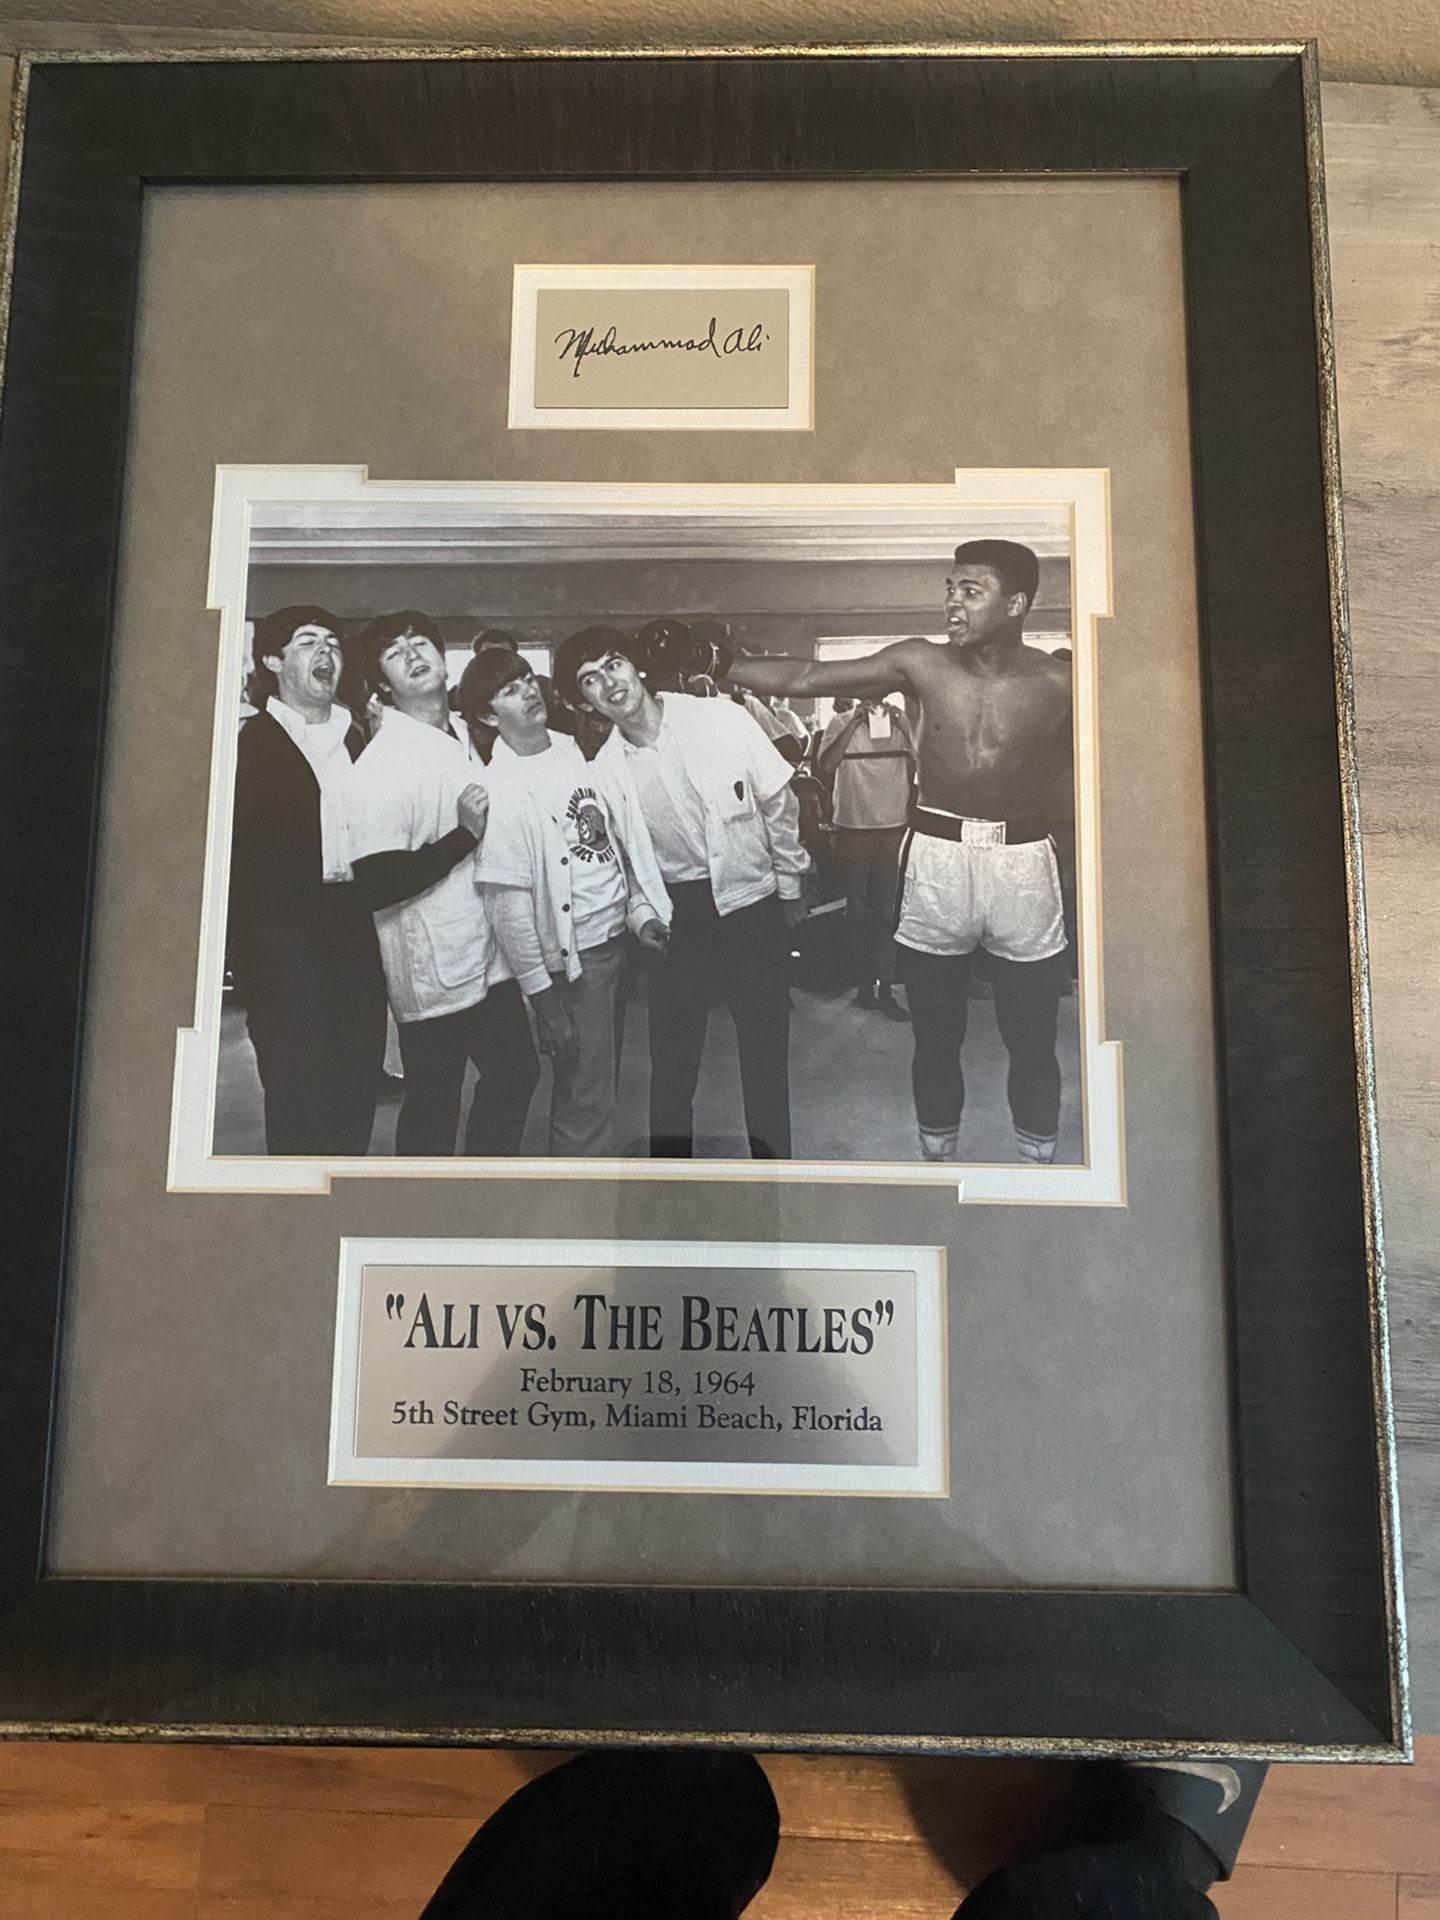 Muhammad Ali
"ALI VS. THE BEATLES"
February 18, 1964
5th Street Gym, Miami Beach, Florida